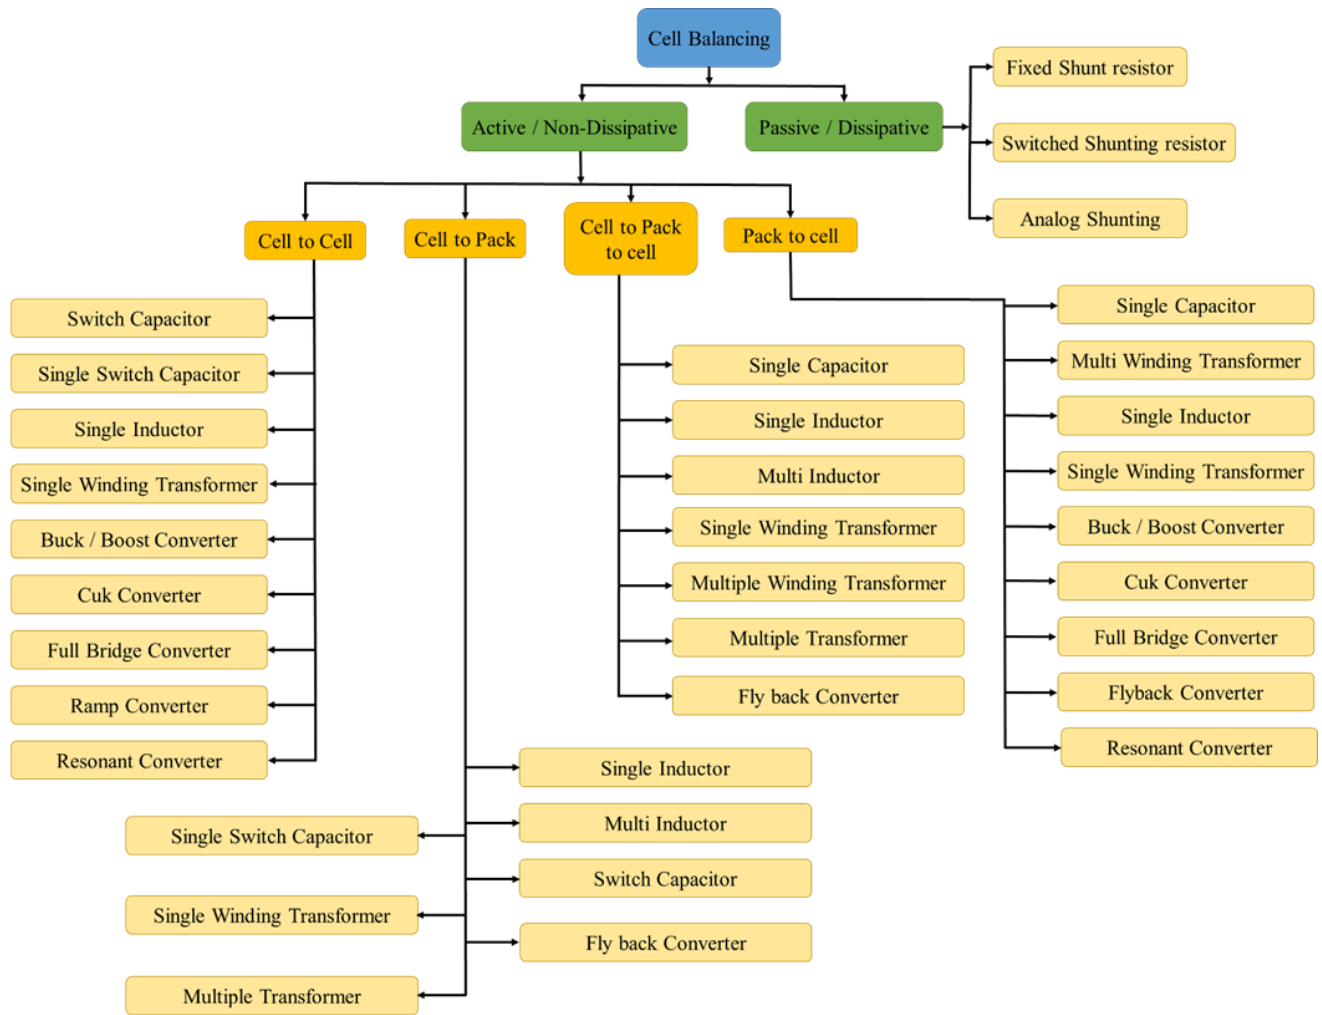 Cell Balancing
Active / Non-Dissipative
Passive / Dissipative
Fixed Shunt resistor
Switched Shunting resistor
Analog Shunting
Cell to Cell
Cell to Pack
Cell to Pack
to cell
Pack to cell
Switch Capacitor
Single Switch Capacitor
Single Inductor
Single Winding Transformer
Buck / Boost Converter
Cuk Converter
Full Bridge Converter
Ramp Converter
Resonant Converter
Single Switch Capacitor
Single Winding Transformer
Multiple Transformer
Single Inductor
Multi Inductor
Switch Capacitor
Fly back Converter
Single Capacitor
Single Inductor
Multi Inductor
Single Winding Transformer
Multiple Winding Transformer
Multiple Transformer
Fly back Converter
Single Capacitor
Multi Winding Transformer
Single Inductor
Single Winding Transformer
Buck / Boost Converter
Cuk Converter
Full Bridge Converter
Flyback Converter
Resonant Converter